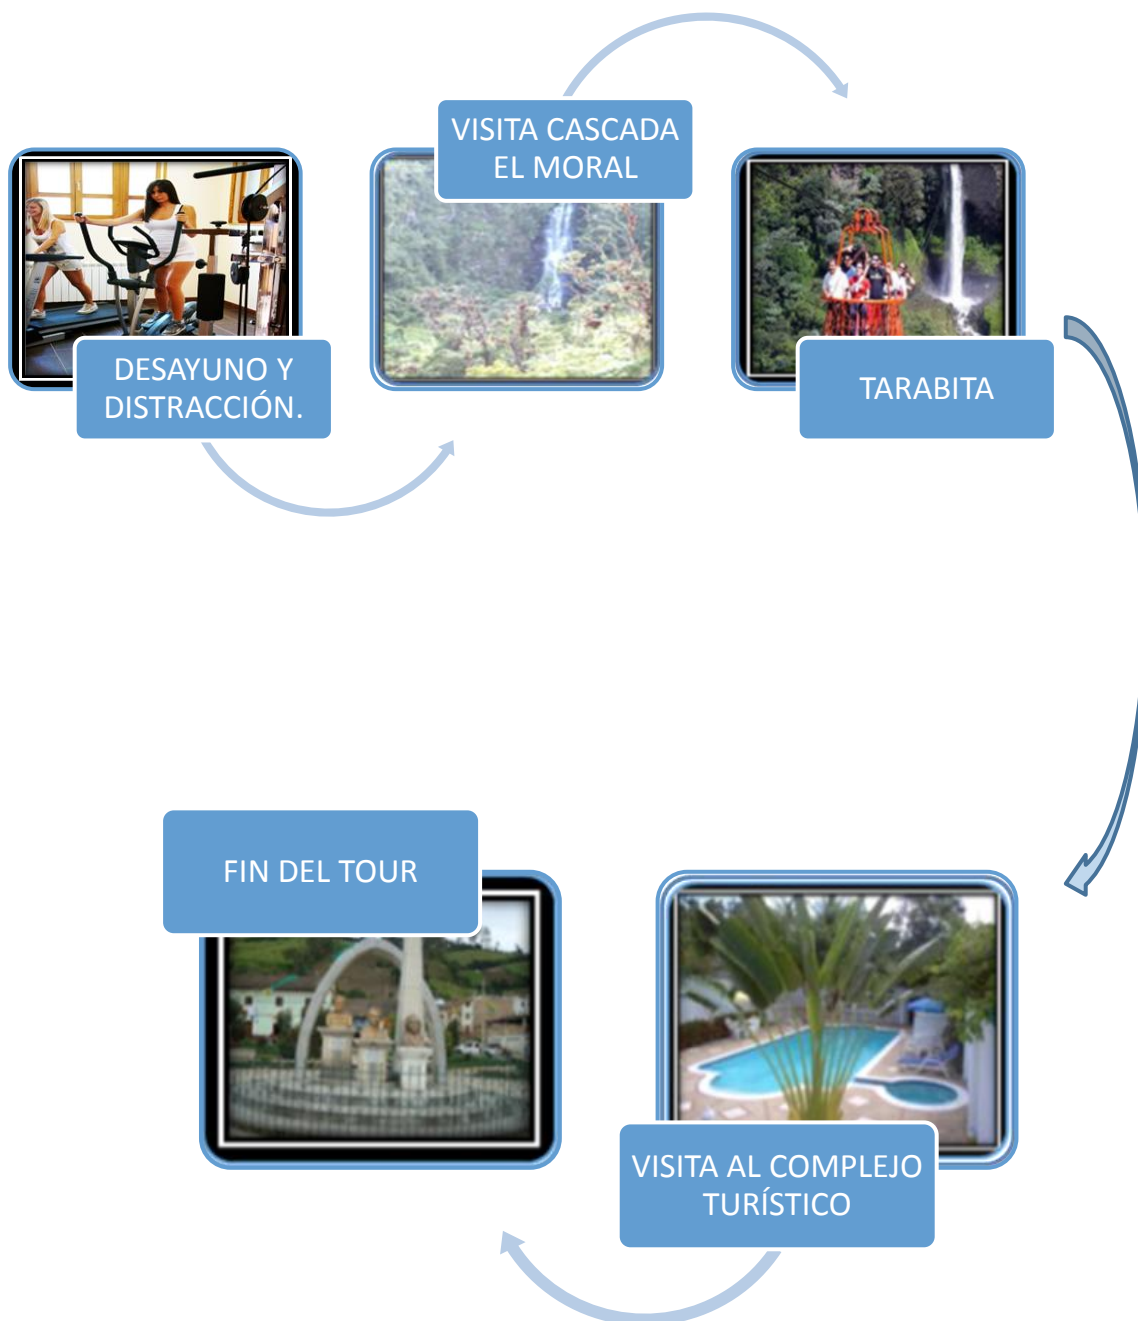 VISITA CASCADA
EL MORAL
DESAYUNO Y
DISTRACCIÓN.
TARABITA
FIN DEL TOUR
VISITA AL COMPLEJO
TURÍSTICO